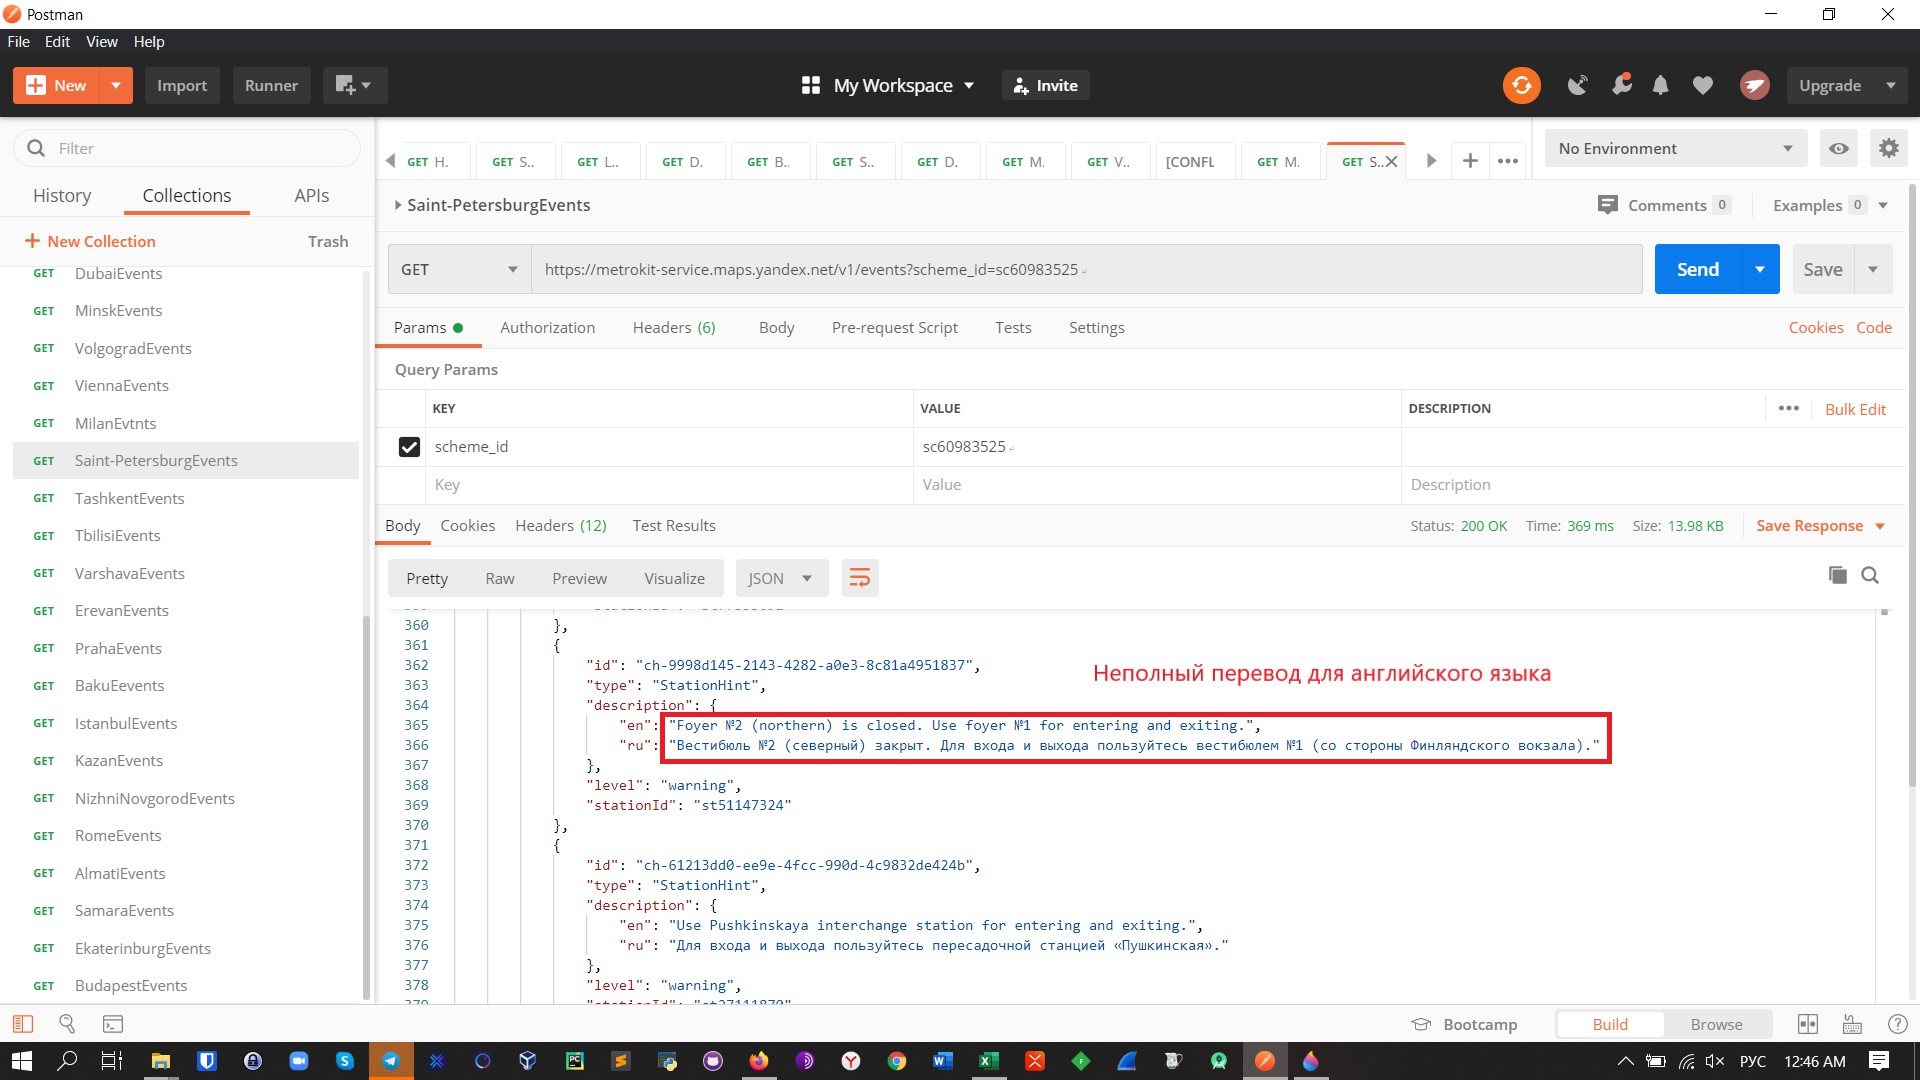 Postman
File Edit View Help
New Import Runner My Workspace Invite Upgrade
Filter
History Collections APIs
New Collection Trash
GET DubaiEvents
GET MinskEvents
GET VolgogradEvents
GET ViennaEvents
GET MilanEvtnts
GET Saint-PetersburgEvents
GET TashkentEvents
GET TbilisiEvents
GET VarshavaEvents
GET ErevanEvents
GET PrahaEvents
GET BakuEevents
GET IstanbulEvents
GET KazanEvents
GET NizhniNovgorodEvents
GET RomeEvents
GET AlmatiEvents
GET SamaraEvents
GET EkaterinburgEvents
GET BudapestEvents
GET H. GET S.. GET L.. GET D. GET B.. GET S.. GET D. GET M. GET V.. [CONFL GET M. GET S..
No Environment
Saint-PetersburgEvents Comments 0 Examples 0
GET https://metrokit-service.maps.yandex.net/v1/events?scheme_id=sc60983525 Send Save
Params Authorization Headers (6) Body Pre-request Script Tests Settings Cookies Code
Query Params
KEY VALUE DESCRIPTION Bulk Edit
scheme_id sc60983525
Key Value Description
Body Cookies Headers (12) Test Results Status: 200 OK Time: 369 ms Size: 13.98 KB Save Response
Pretty Raw Preview Visualize JSON
360 },
361 {
362 "id": "ch-9998d145-2143-4282-a0e3-8c81a4951837",
Неполный перевод для английского языка
363 "type": "StationHint",
364 "description": {
365 "en": "Foyer №2 (northern) is closed. Use foyer №1 for entering and exiting.",
366 "ru": "Вестибюль №2 (северный) закрыт. Для входа и выхода пользуйтесь вестибюлем №1 (со стороны Финляндского вокзала)."
367 },
368 "level": "warning",
369 "stationId": "st51147324"
370 },
371 {
372 "id": "ch-61213dd0-ee9e-4fcc-990d-4c9832de424b",
373 "type": "StationHint",
374 "description": {
375 "en": "Use Pushkinskaya interchange station for entering and exiting.",
376 "ru": "Для входа и выхода пользуйтесь пересадочной станцией «Пушкинская»."
377 },
378 "level": "warning",
Bootcamp Build Browse
РУС 12:46 AM